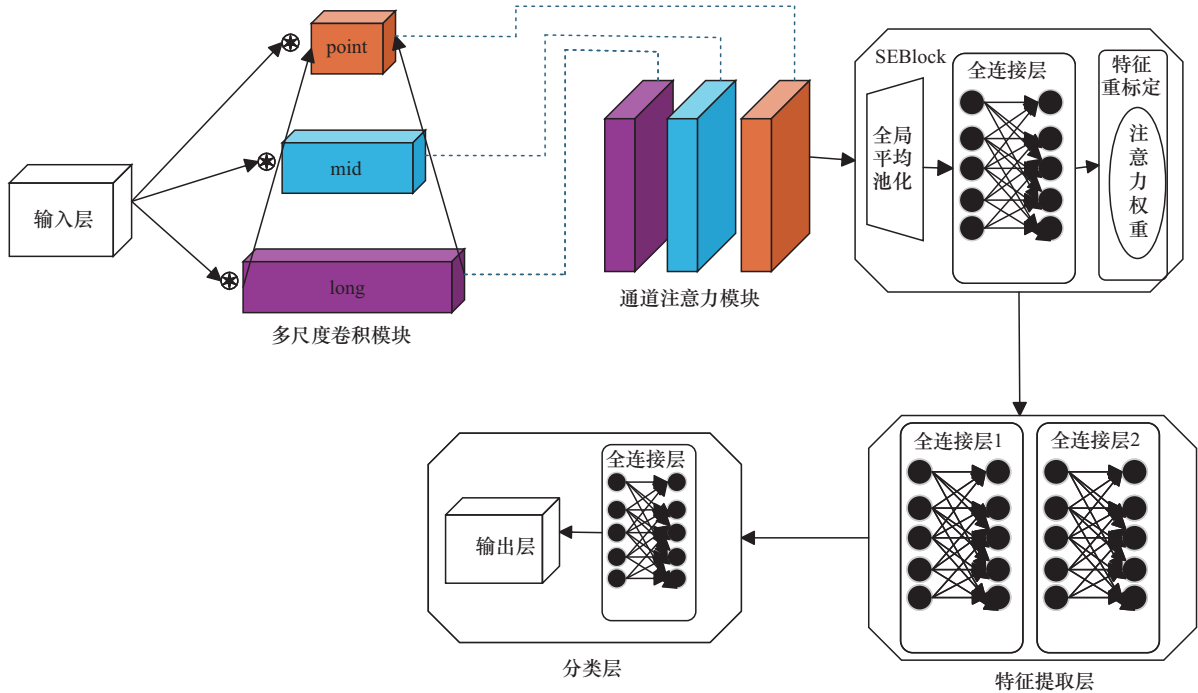 输入层
point
mid
long
多尺度卷积模块
通道注意力模块
SEBlock
全局
平均
池化
全连接层
特征
重标定
注
意
力
权
重
全连接层1
全连接层2
特征提取层
全连接层
输出层
分类层